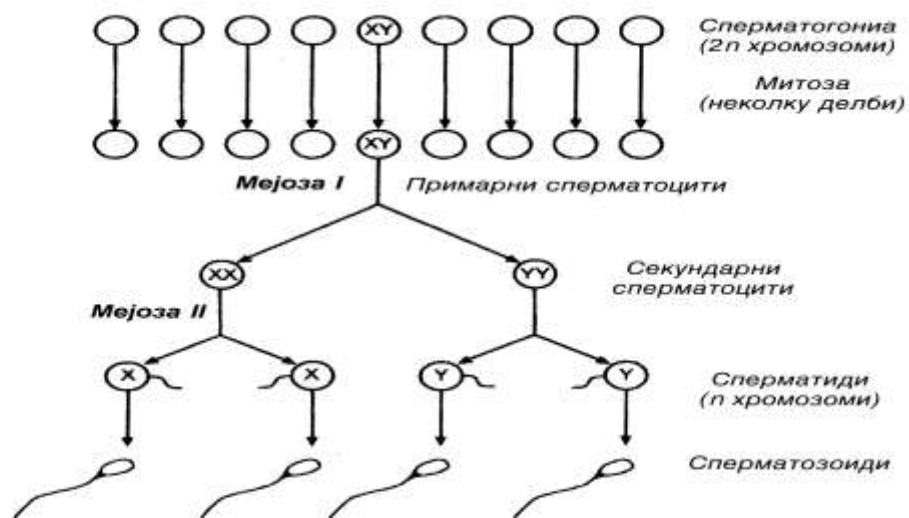 XY
Сперматогониа
(2n хромозоми)
Митоза
(неколку делби)
XY
Мејоза I
Примарни сперматоцити
XX
YY
Секундарни
сперматоцити
Мејоза II
X
X
Y
Y
Сперматиди
(n хромозоми)
Сперматозоиди